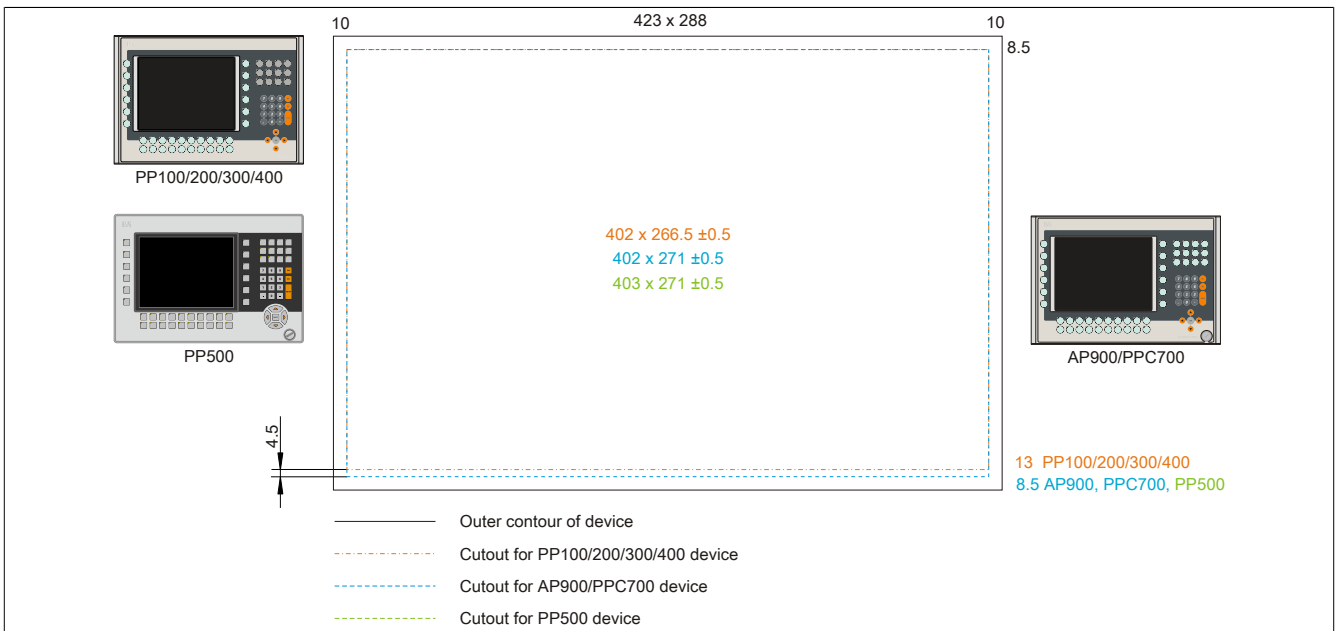 10
423 x 288
10
8.5
PP100/200/300/400
402 x 266.5 ±0.5
402 x 271 ±0.5
403 x 271 ±0.5
PP500
AP900/PPC700
4.5
13 PP100/200/300/400
8.5 AP900, PPC700, PP500
Outer contour of device
Cutout for PP100/200/300/400 device
Cutout for AP900/PPC700 device
Cutout for PP500 device